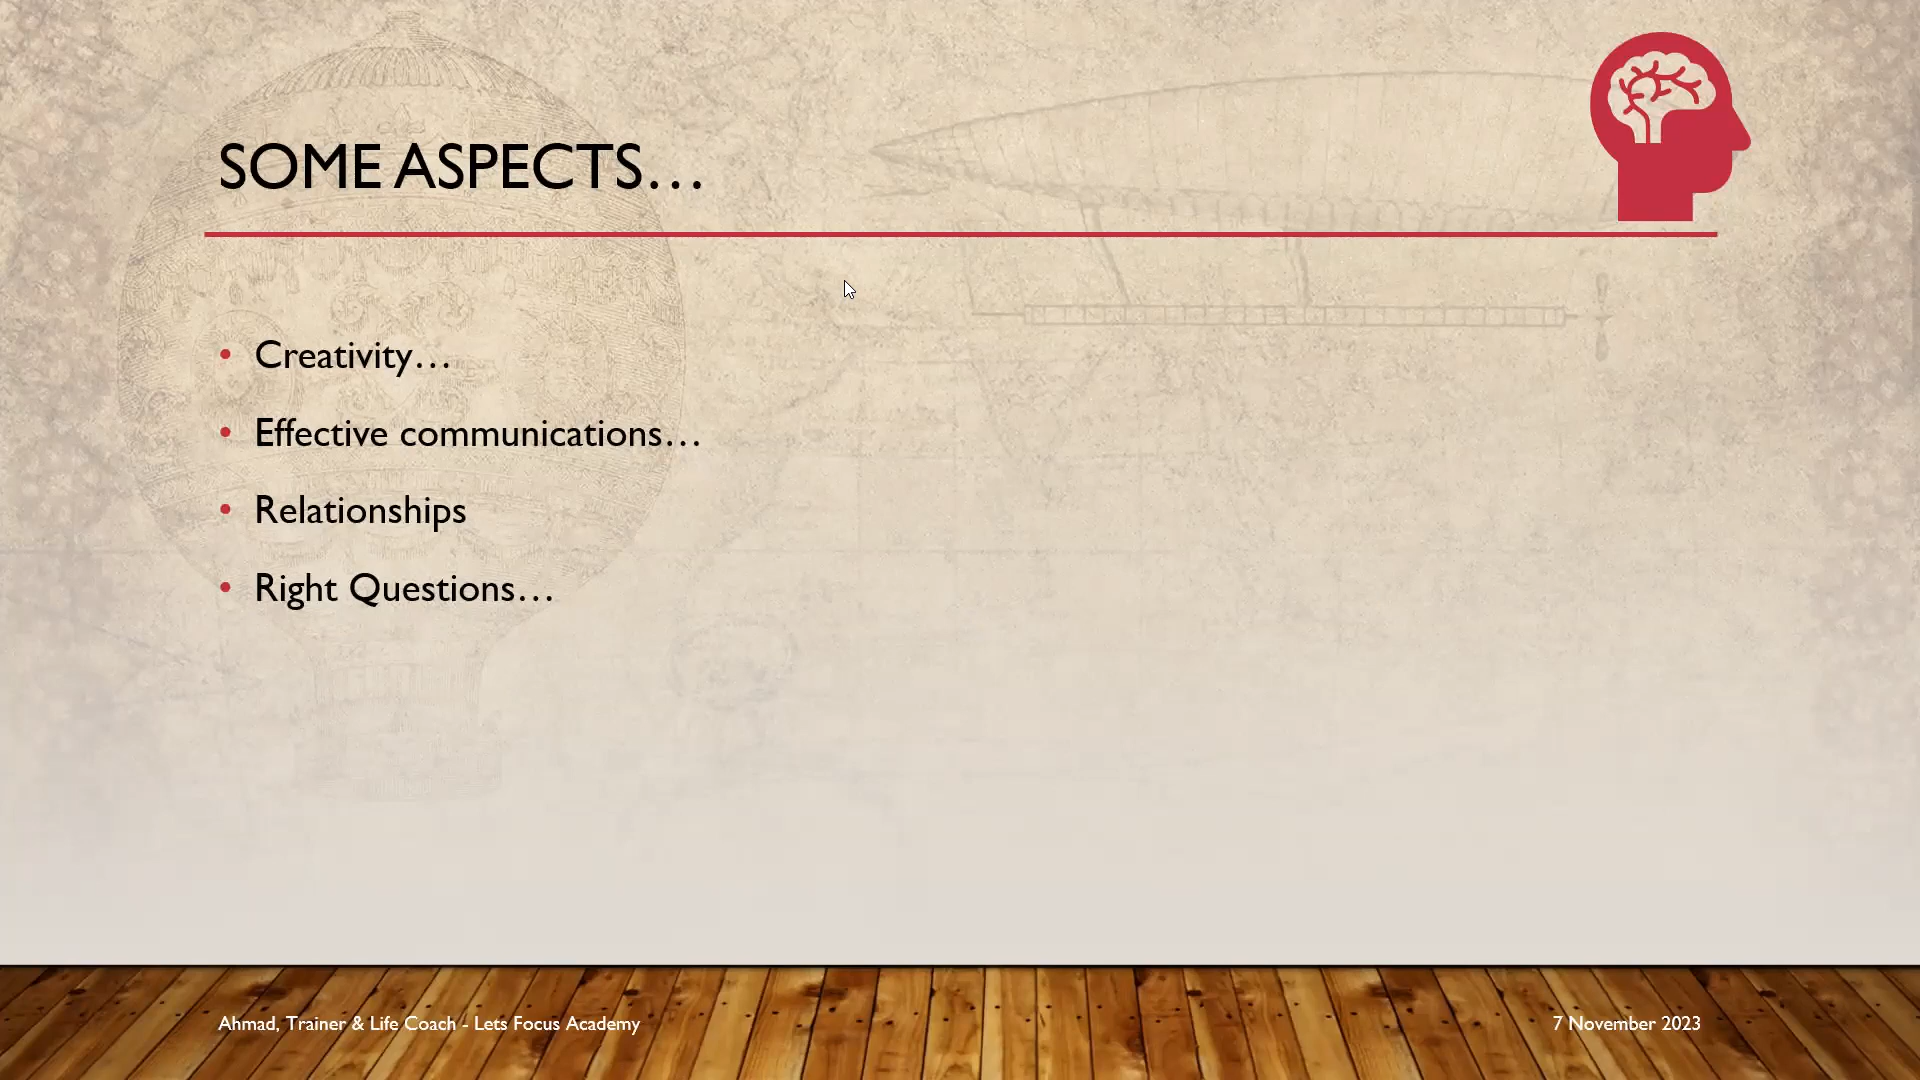 SOME ASPECTS…
• Creativity…
• Effective communications…
• Relationships
• Right Questions…
Ahmad, Trainer & Life Coach - Lets Focus Academy
7 November 2023